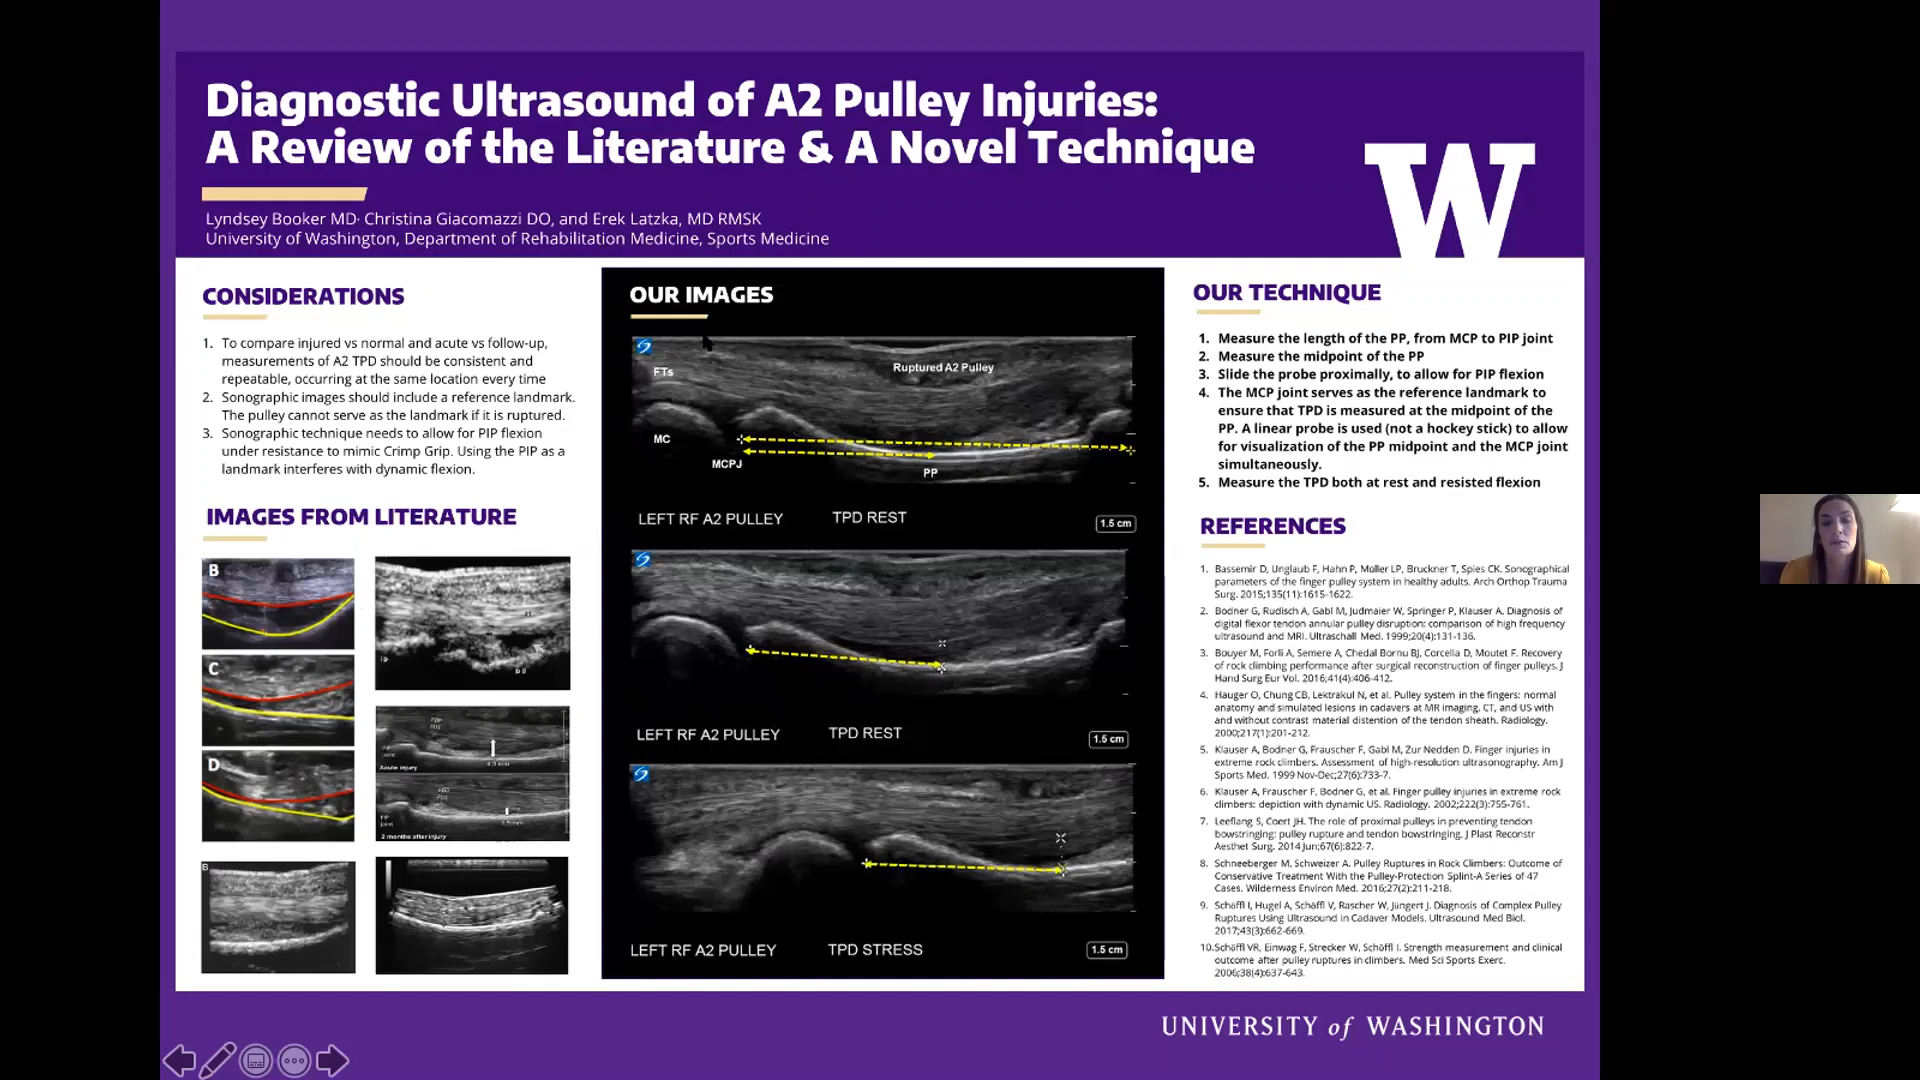 Diagnostic Ultrasound of A2 Pulley Injuries:
A Review of the Literature & A Novel Technique
Lyndsey Booker MD, Christina Giacomazzi DO, and Erek Latzka, MD RMSK
University of Washington, Department of Rehabilitation Medicine, Sports Medicine
W
CONSIDERATIONS
1. To compare injured vs normal and acute vs follow-up,
measurements of A2 TPD should be consistent and
repeatable, occurring at the same location every time
2. Sonographic images should include a reference landmark.
The pulley cannot serve as the landmark if it is ruptured.
3. Sonographic technique needs to allow for PIP flexion
under resistance to mimic Crimp Grip. Using the PIP as a
landmark interferes with dynamic flexion.
IMAGES FROM LITERATURE
B
C
D
B
PIP
Joint
Acute injury
PIP
joint
2 months after injury
OUR IMAGES
FTs
Ruptured A2 Pulley
MC
MCPJ
PP
LEFT RF A2 PULLEY TPD REST 1.5 cm
LEFT RF A2 PULLEY TPD REST 1.5 cm
LEFT RF A2 PULLEY TPD STRESS 1.5 cm
OUR TECHNIQUE
1. Measure the length of the PP, from MCP to PIP joint
2. Measure the midpoint of the PP
3. Slide the probe proximally, to allow for PIP flexion
4. The MCP joint serves as the reference landmark to
ensure that TPD is measured at the midpoint of the
PP. A linear probe is used (not a hockey stick) to allow
for visualization of the PP midpoint and the MCP joint
simultaneously.
5. Measure the TPD both at rest and resisted flexion
REFERENCES
1. Bassemir D, Unglaub F, Hahn P, Müller LP, Bruckner T, Spies CK. Sonographical
parameters of the finger pulley system in healthy adults. Arch Orthop Trauma
Surg. 2015;135(11):1615-1622.
2. Bodner G, Rudisch A, Gabl M, Judmaier W, Springer P, Klauser A. Diagnosis of
digital flexor tendon annular pulley disruption: comparison of high frequency
ultrasound and MRI. Ultraschall Med. 1999;20(4):131-136.
3. Bouyer M, Forli A, Semere A, Chedal Bornu BJ, Corcella D, Moutet F. Recovery
of rock climbing performance after surgical reconstruction of finger pulleys. J
Hand Surg Eur Vol. 2016;41(4):406-412.
4. Hauger O, Chung CB, Lektrakul N, et al. Pulley system in the fingers: normal
anatomy and simulated lesions in cadavers at MR imaging, CT, and US with
and without contrast material distention of the tendon sheath. Radiology.
2000;217(1):201-212.
5. Klauser A, Bodner G, Frauscher F, Gabl M, Zur Nedden D. Finger injuries in
extreme rock climbers. Assessment of high-resolution ultrasonography. Am J
Sports Med. 1999 Nov-Dec;27(6):733-7.
6. Klauser A, Frauscher F, Bodner G, et al. Finger pulley injuries in extreme rock
climbers: depiction with dynamic US. Radiology. 2002;222(3):755-761.
7. Leeflang S, Coert JH. The role of proximal pulleys in preventing tendon
bowstringing: pulley rupture and tendon bowstringing. J Plast Reconstr
Aesthet Surg. 2014 Jun;67(6):822-7.
8. Schneeberger M, Schweizer A. Pulley Ruptures in Rock Climbers: Outcome of
Conservative Treatment With the Pulley-Protection Splint-A Series of 47
Cases. Wilderness Environ Med. 2016;27(2):211-218.
9. Schöffl I, Hugel A, Schöffl V, Rascher W, Jüngert J. Diagnosis of Complex Pulley
Ruptures Using Ultrasound in Cadaver Models. Ultrasound Med Biol.
2017;43(3):662-669.
10. Schöffl VR, Einwag F, Strecker W, Schöffl I. Strength measurement and clinical
outcome after pulley ruptures in climbers. Med Sci Sports Exerc.
2006;38(4):637-643.
UNIVERSITY of WASHINGTON